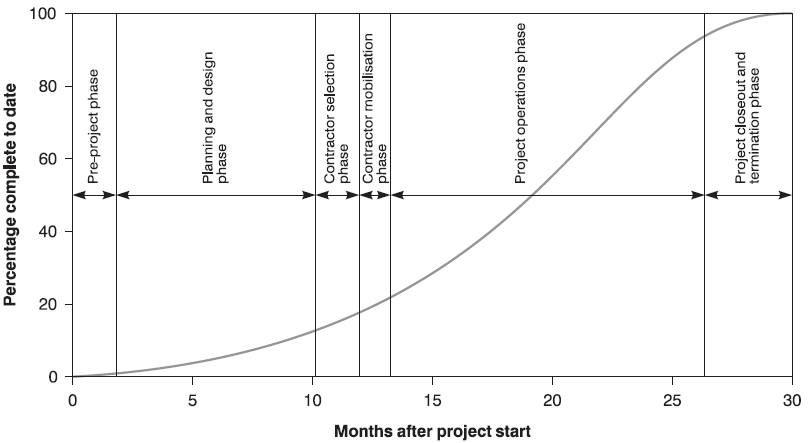 100
80
60
40
20
0
Percentage complete to date
Pre-project phase
Planning and design
phase
Contractor selection
phase
Contractor mobilisation
phase
Project operations phase
Project closeout and
termination phase
0 5 10 15 20 25 30
Months after project start